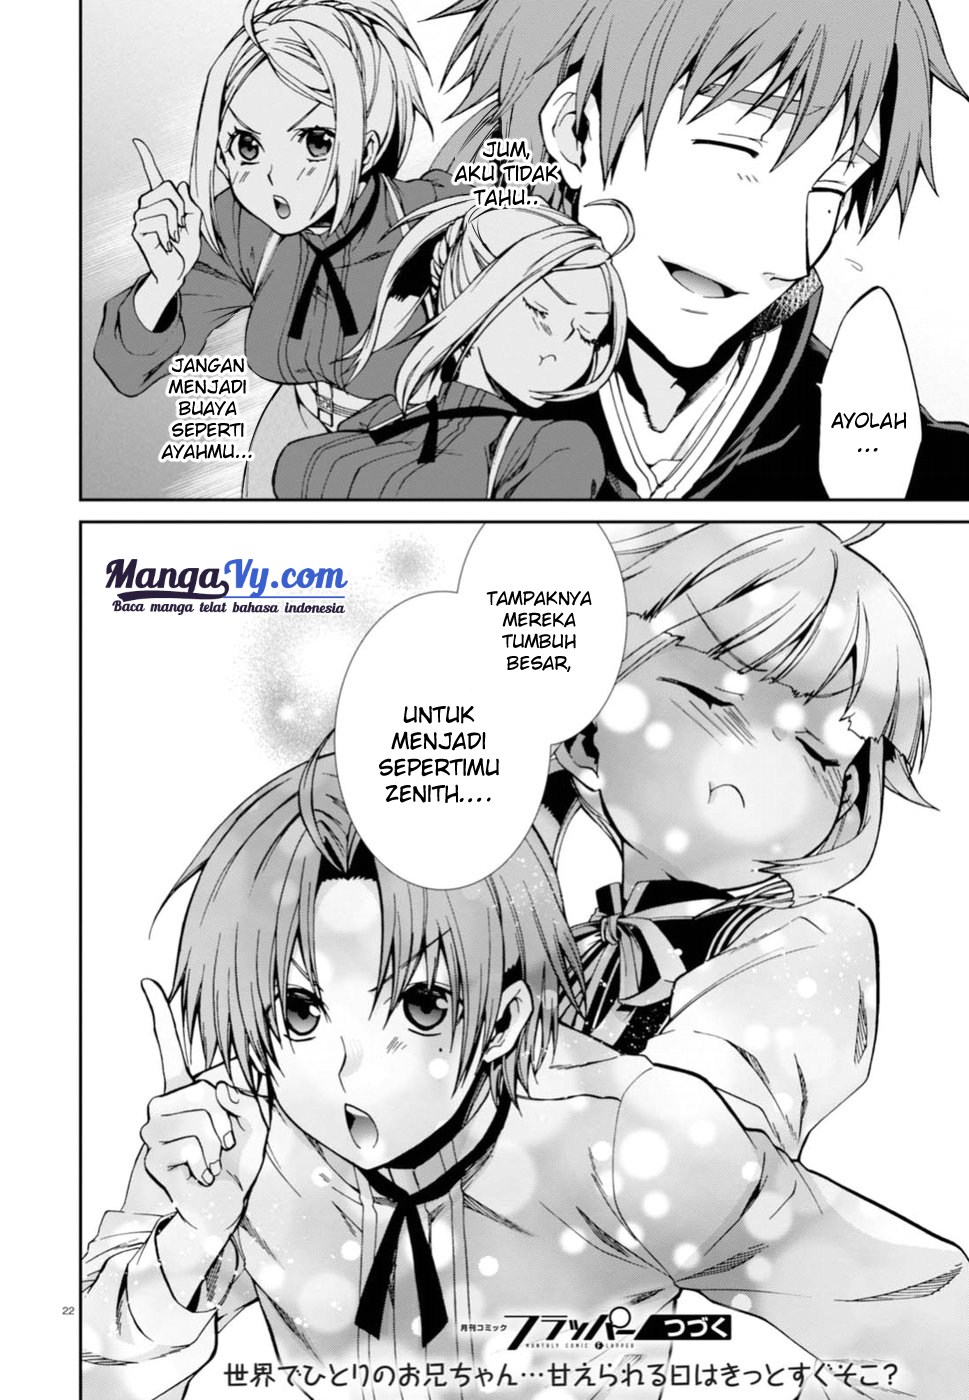 AYOLAH
...
JUM,
AKU TIDAK
TAHU..
JANGAN
MENJADI
BUAYA
SEPERTI
AYAHMU...
MangaVy.com
Baca manga telat bahasa indonesia
TAMPAKNYA
MEREKA
TUMBUH
BESAR,
UNTUK
MENJADI
SEPERTIMU
ZENITH....
22
月刊コミック フラッパー つづく
MONTHLY COMIC FLAPPER
世界でひとりのお兄ちゃん…甘えられる日はきっとすぐそこ?